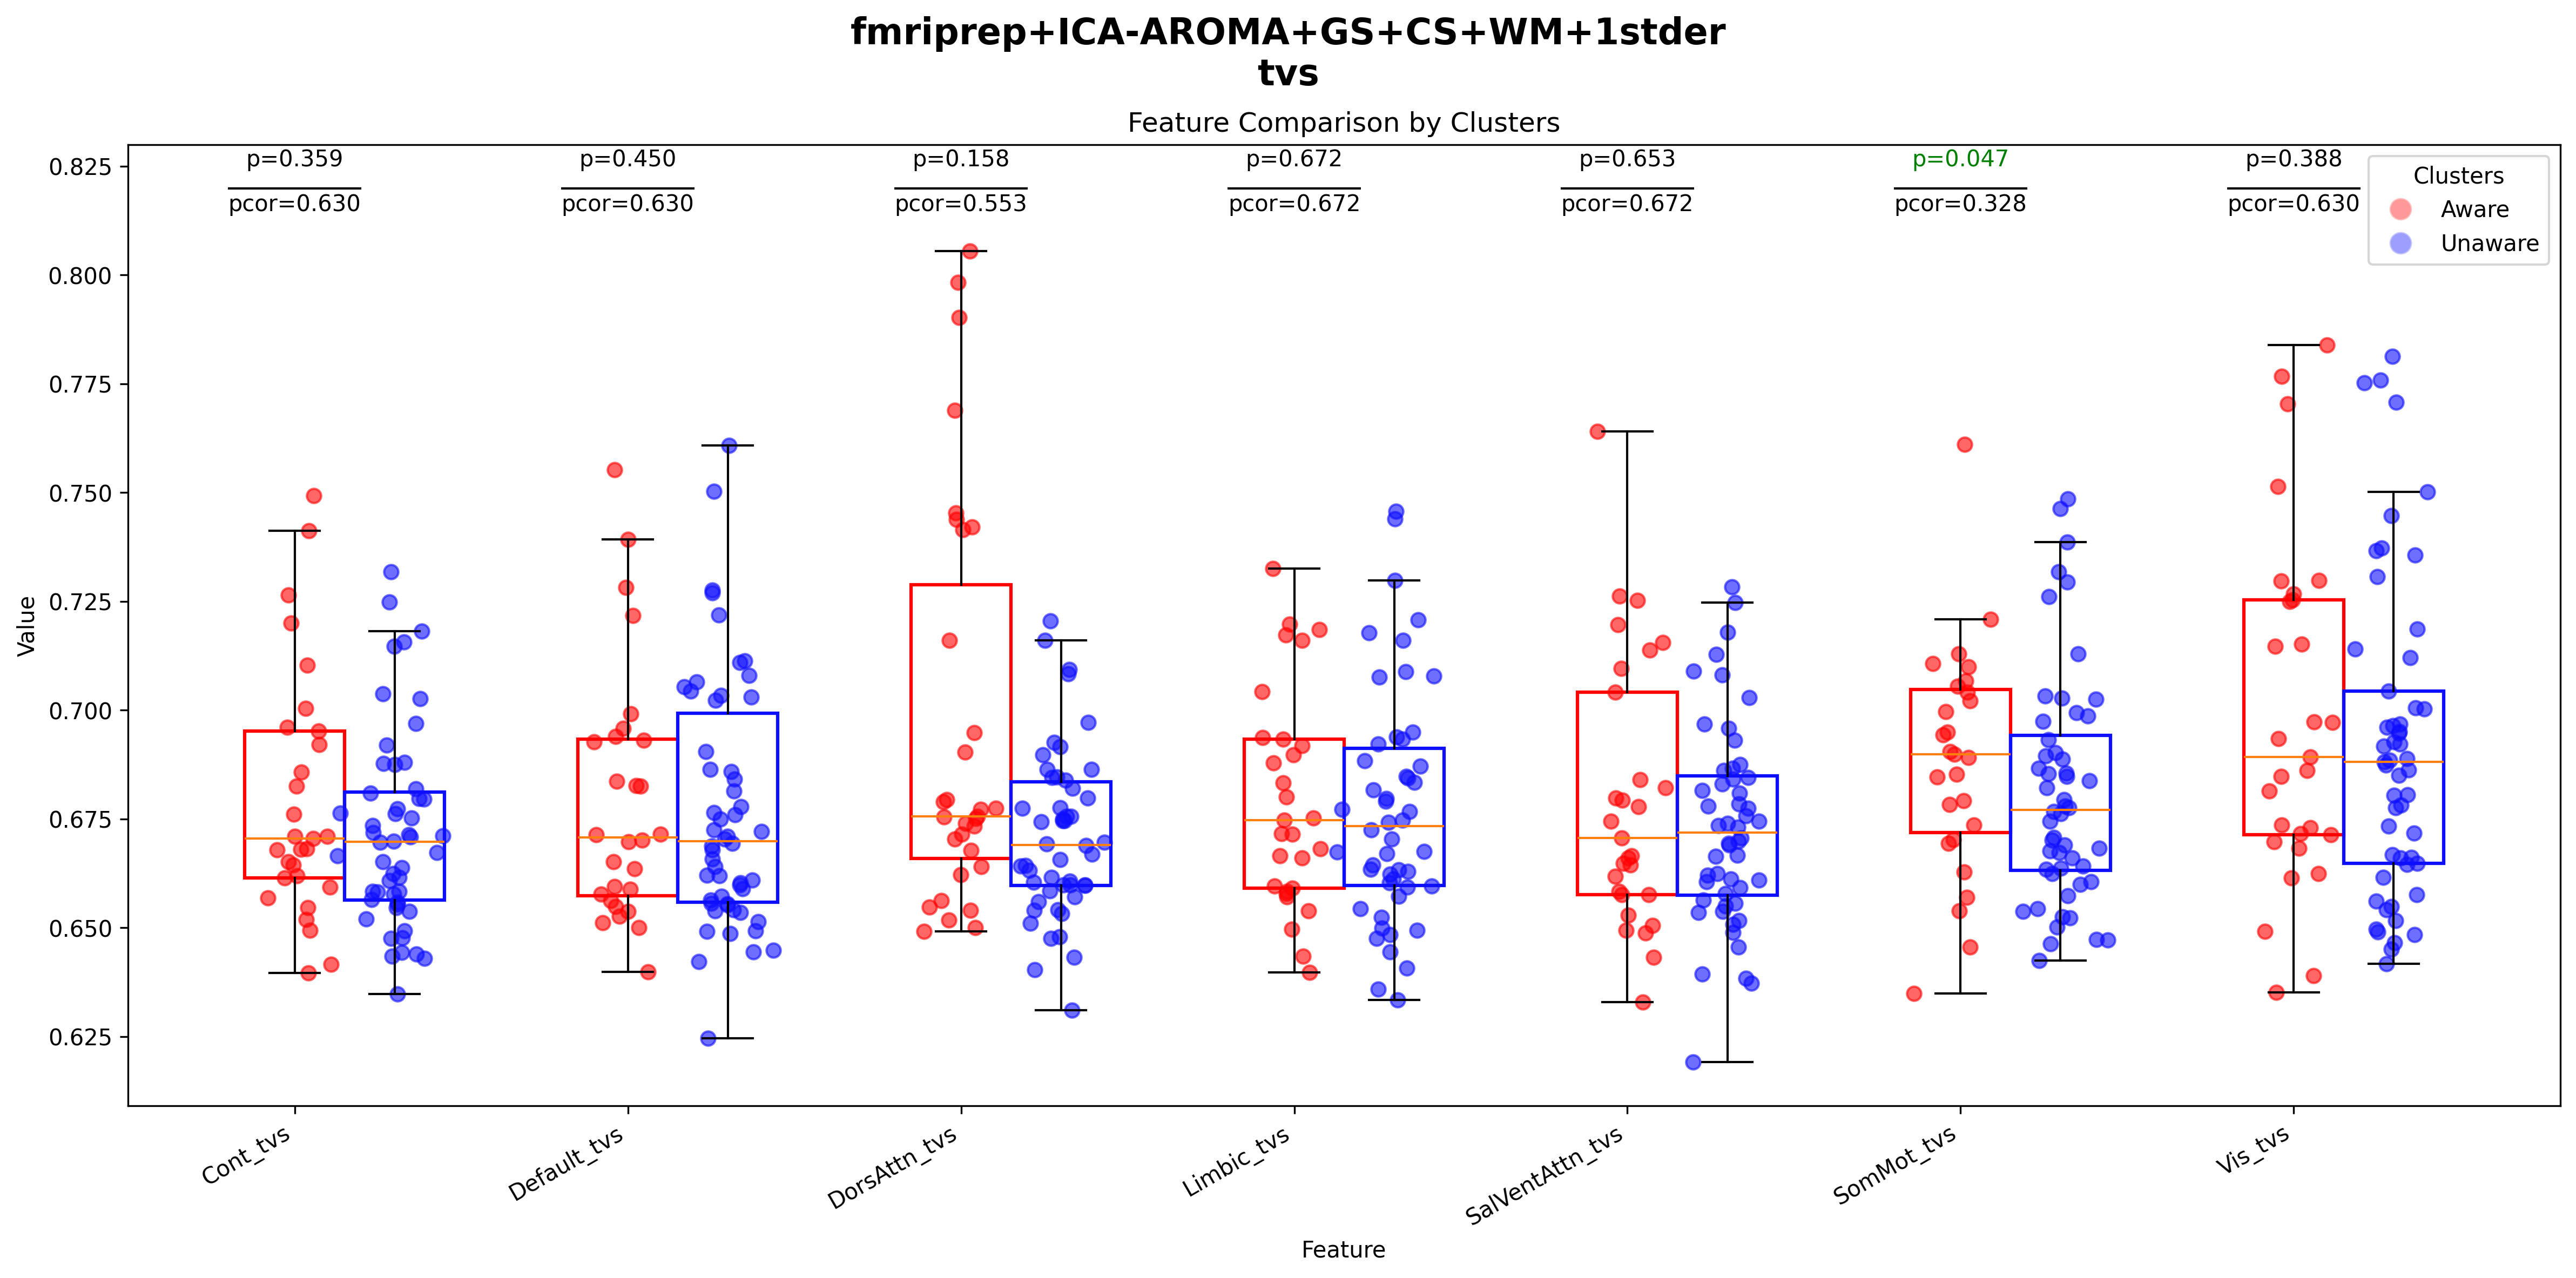 fmriprep+ICA-AROMA+GS+CS+WM+1stder
tvs
Feature Comparison by Clusters
p=0.359
pcor=0.630
p=0.450
pcor=0.630
p=0.158
pcor=0.553
p=0.672
pcor=0.672
p=0.653
pcor=0.672
p=0.047
pcor=0.328
p=0.388
pcor=0.630
Clusters
Aware
Unaware
Value
0.825
0.800
0.775
0.750
0.725
0.700
0.675
0.650
0.625
Cont_tvs
Default_tvs
DorsAttn_tvs
Limbic_tvs
SalVentAttn_tvs
SomMot_tvs
Vis_tvs
Feature